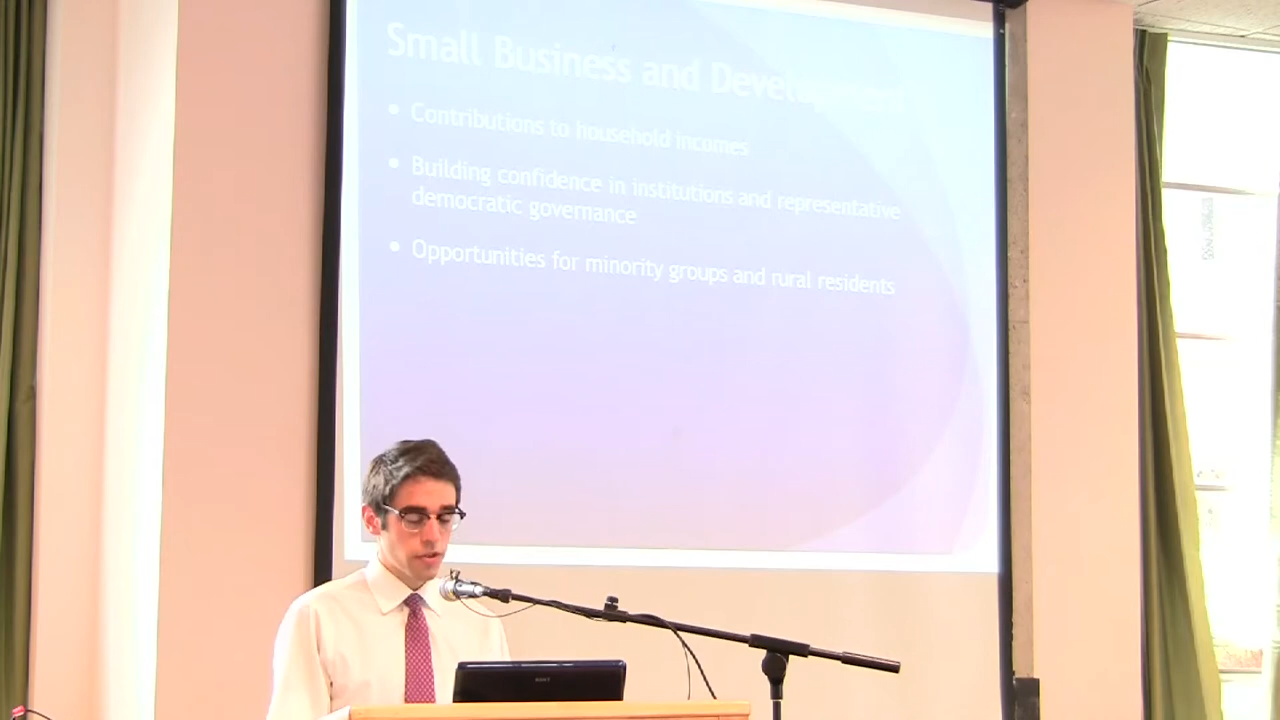 Small Business and Development
• Contributions to household incomes
• Building confidence in institutions and representative
democratic governance
• Opportunities for minority groups and rural residents